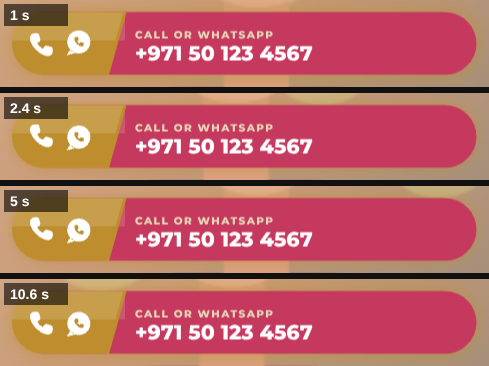 1 s
CALL OR WHATSAPP
+971 50 123 4567
2.4 s
CALL OR WHATSAPP
+971 50 123 4567
5 s
CALL OR WHATSAPP
+971 50 123 4567
10.6 s
CALL OR WHATSAPP
+971 50 123 4567